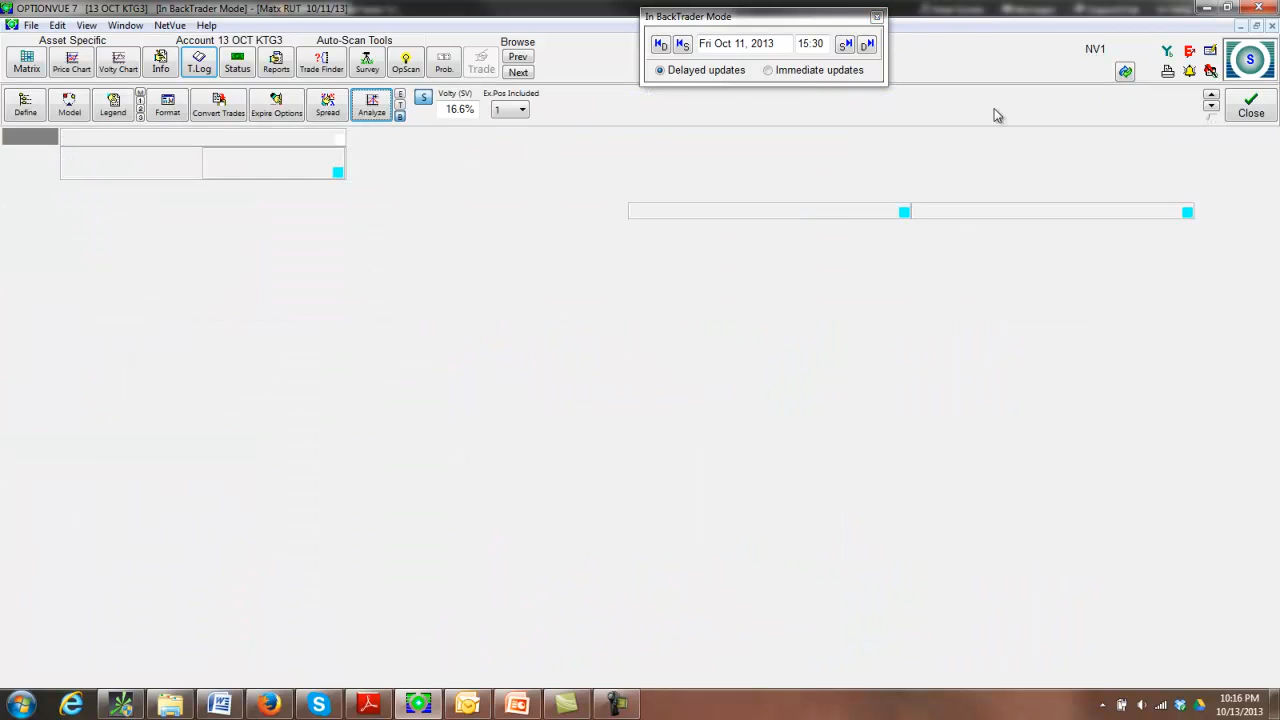 OPTIONVUE 7 [13 OCT KTG3] [In BackTrader Mode] - [Matx RUT 10/11/13]
In BackTrader Mode
File Edit View Window NetVue Help
Asset Specific Account 13 OCT KTG3 Auto-Scan Tools Browse
Matrix Price Chart Volty Chart Info T.Log Status Reports Trade Finder Survey OpScan Prob. Trade Prev
Next
D S Fri Oct 11, 2013 15:30 S D
Delayed updates Immediate updates
NV1
S
Define Model Legend M 1 2 3 Format Convert Trades Expire Options Spread Analyze E T B S Volty (SV) Ex.Pos Included
16.6% 1
Close
10:16 PM
10/13/2013